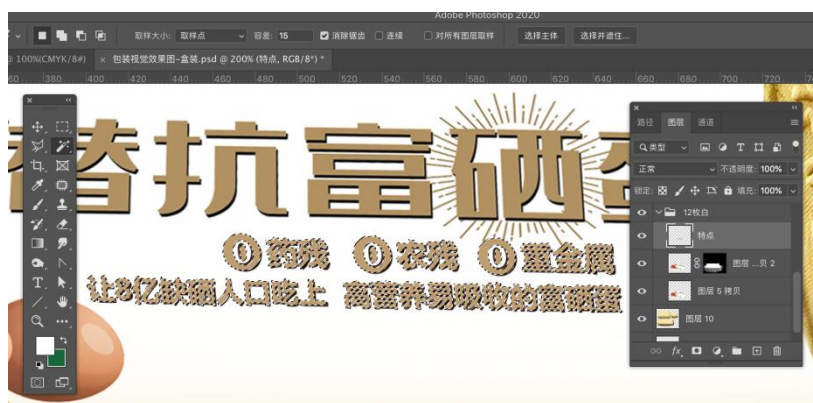 Adobe Photoshop 2020
取样大小: 取样点 容差: 15 消除锯齿 连续 对所有图层取样 选择主体 选择并遮住...
@ 100%(CMYK/8#) × 包装视觉效果图-盒装.psd @ 200% (特点, RGB/8*) *
380 400 420 440 460 480 500 520 540 560 580 600 620 640 660 680 700 720
抗富硒
0药残 0农残 0重金属
让8亿缺硒人口吃上 高营养易吸收的富硒蛋
路径 图层 通道
类型
正常 不透明度: 100%
锁定: 填充: 100%
12枚白
特点
图层 ...贝 2
图层 5 拷贝
图层 10
fx